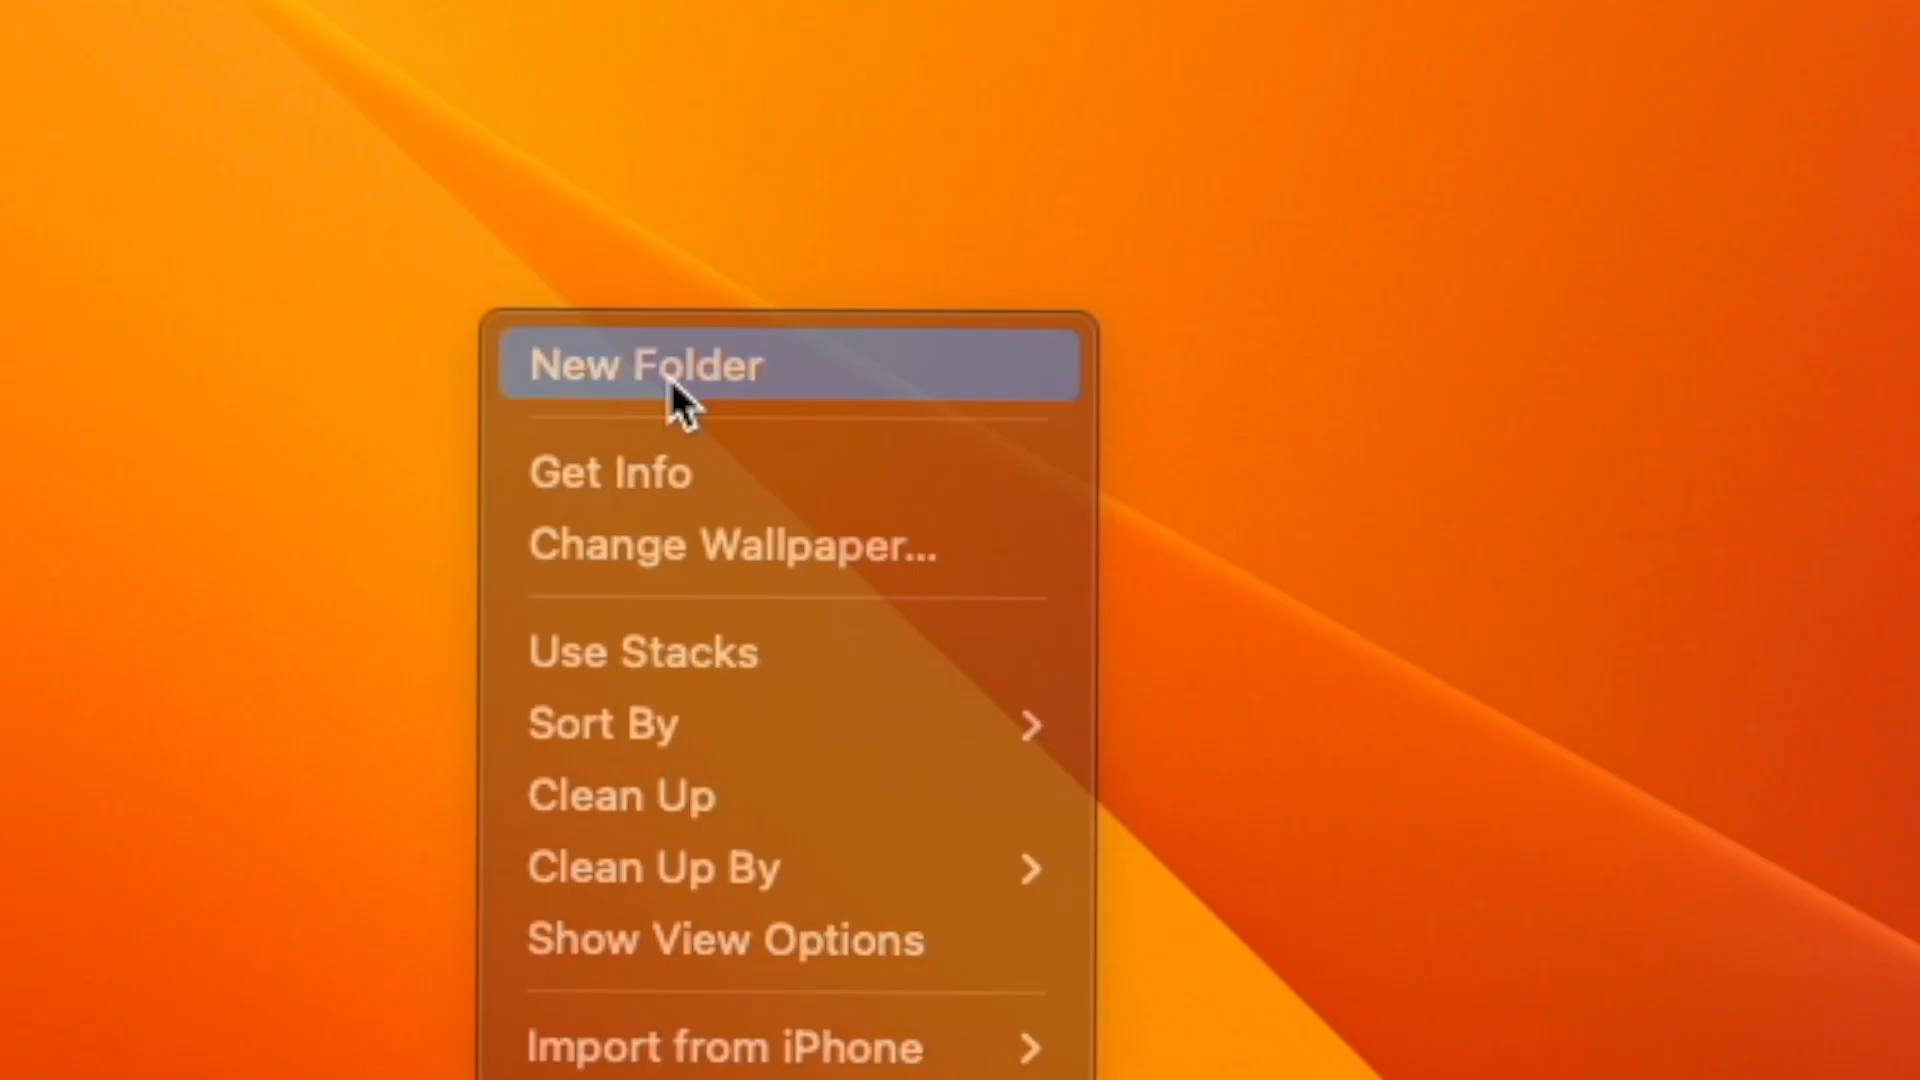 New Folder
Get Info
Change Wallpaper...
Use Stacks
Sort By
Clean Up
Clean Up By
Show View Options
Import from iPhone